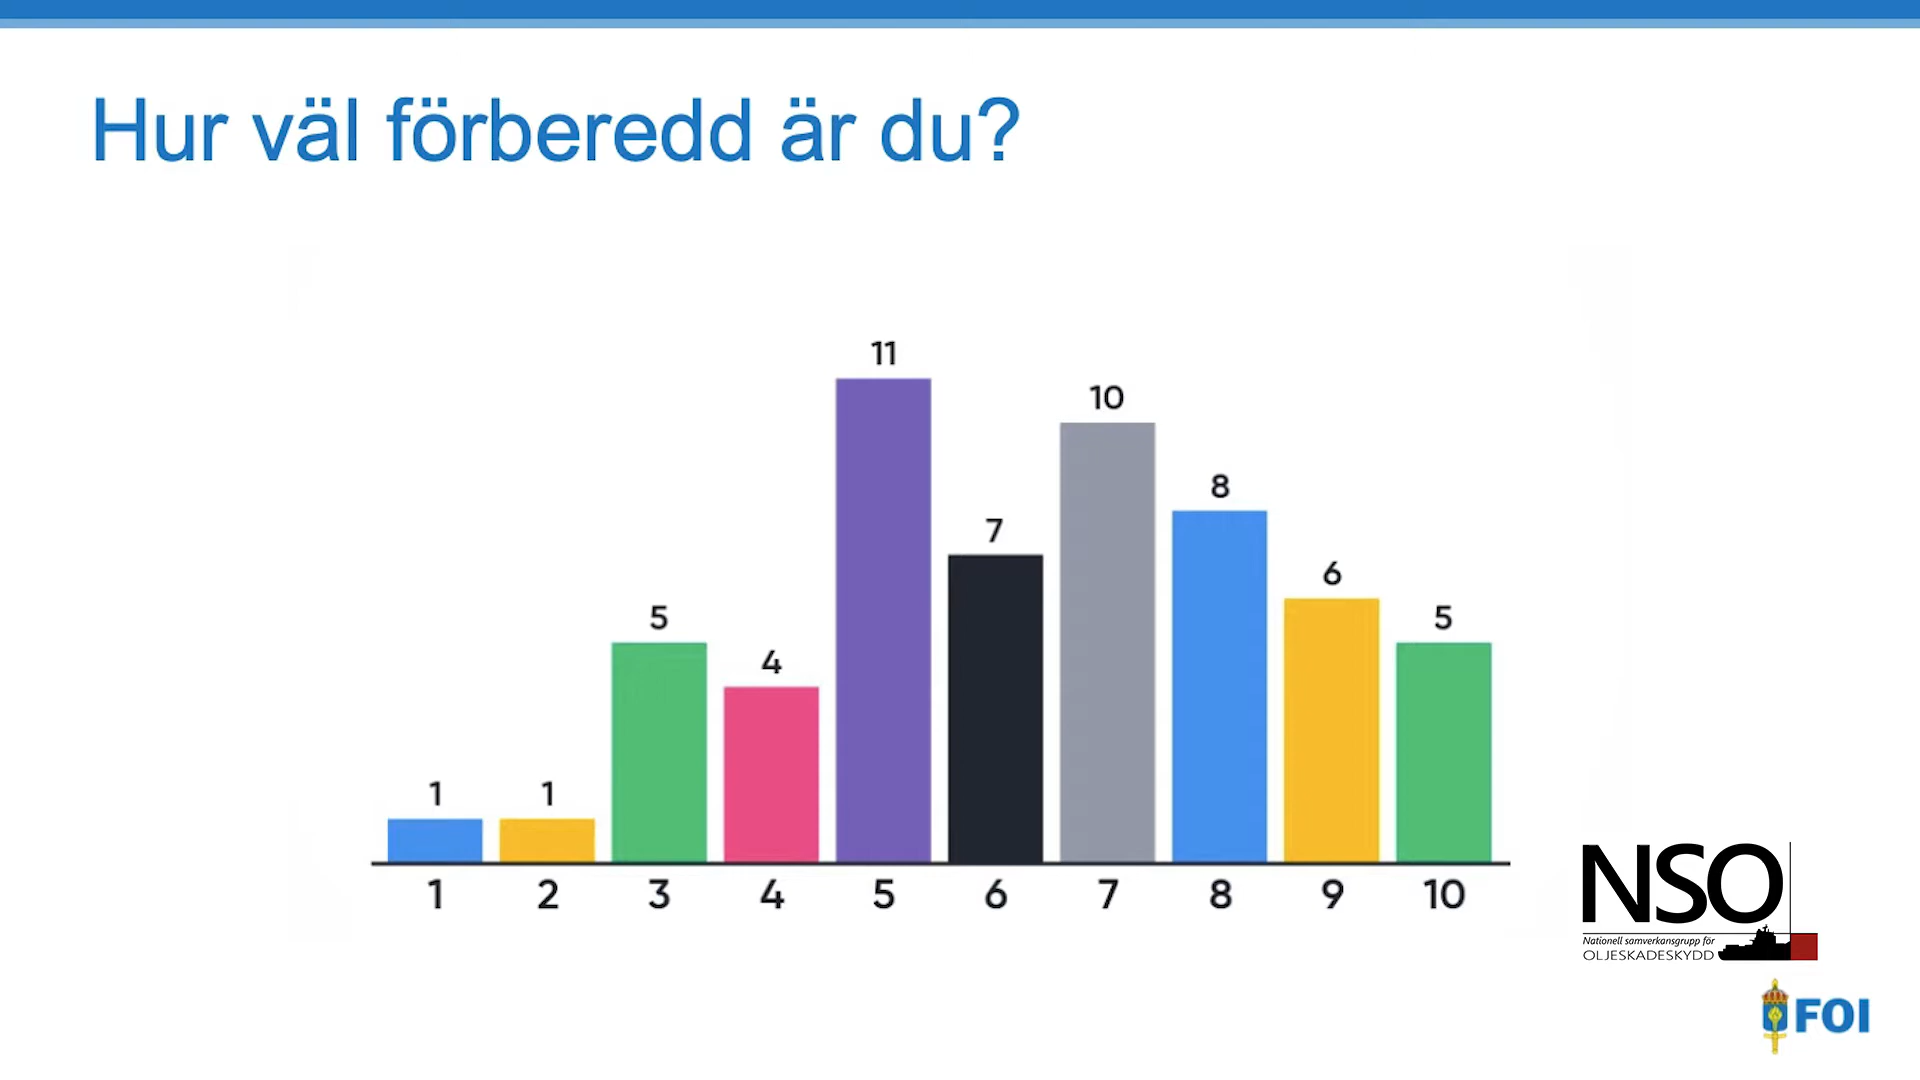 Hur väl förberedd är du?
11
10
8
7
6
5
5
4
1
1
1 2 3 4 5 6 7 8 9 10
NSO
Nationell samverkansgrupp för
OLJESKADESKYDD
FOI